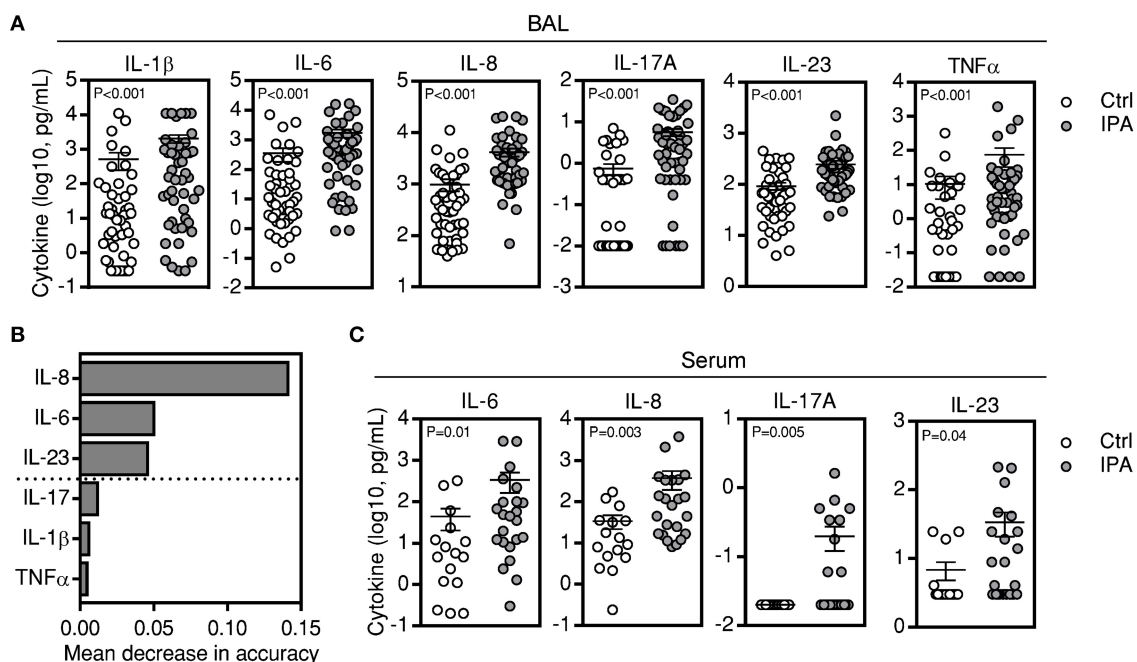 A
BAL
IL-1β IL-6 IL-8 IL-17A IL-23 TNFα
Cytokine (log10, pg/mL)
P<0.001 P<0.001 P<0.001 P<0.001 P<0.001 P<0.001
5 5 4 2 4 4
4 4 1 3
3 3 3 0 3 2
2 2 -1 2 1
1 1 2 0
0 0 -2 1 -1
-1 -1 
-2 1 -3 0 -2
Ctrl
IPA
B
IL-8
IL-6
IL-23
IL-17
IL-1β
TNFα
0.00 0.05 0.10 0.15
Mean decrease in accuracy
C
Serum
IL-6 IL-8 IL-17A IL-23
Cytokine (log10, pg/mL)
P=0.01 P=0.003 P=0.005 P=0.04
4 4 -1 3
3 3
2 2 -0 2
1 1 -1 1
0 0
-1 -1 -2 0
Ctrl
IPA